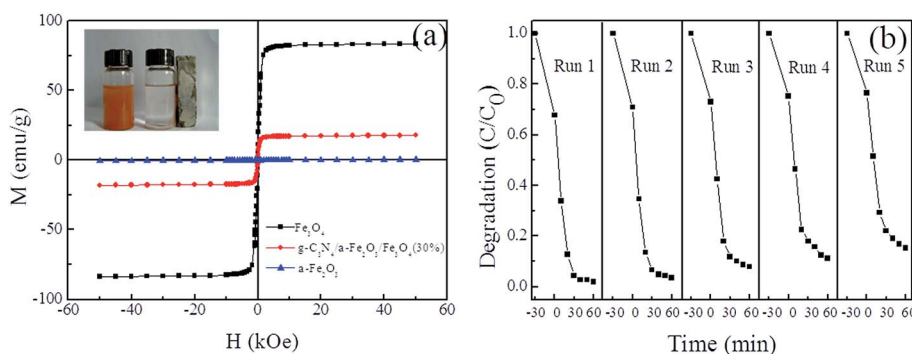 (a)
100
50
0
-50
-100
M (emu/g)
Fe₃O₄
g-C₃N₄/a-Fe₂O₃/Fe₃O₄(30%)
a-Fe₂O₃
-60 -40 -20 0 20 40 60
H (kOe)
(b)
1.0
0.8
0.6
0.4
0.2
0.0
Degradation (C/C₀)
Run 1 Run 2 Run 3 Run 4 Run 5
-30 0 30 60 -30 0 30 60 -30 0 30 60 -30 0 30 60 -30 0 30 60
Time (min)